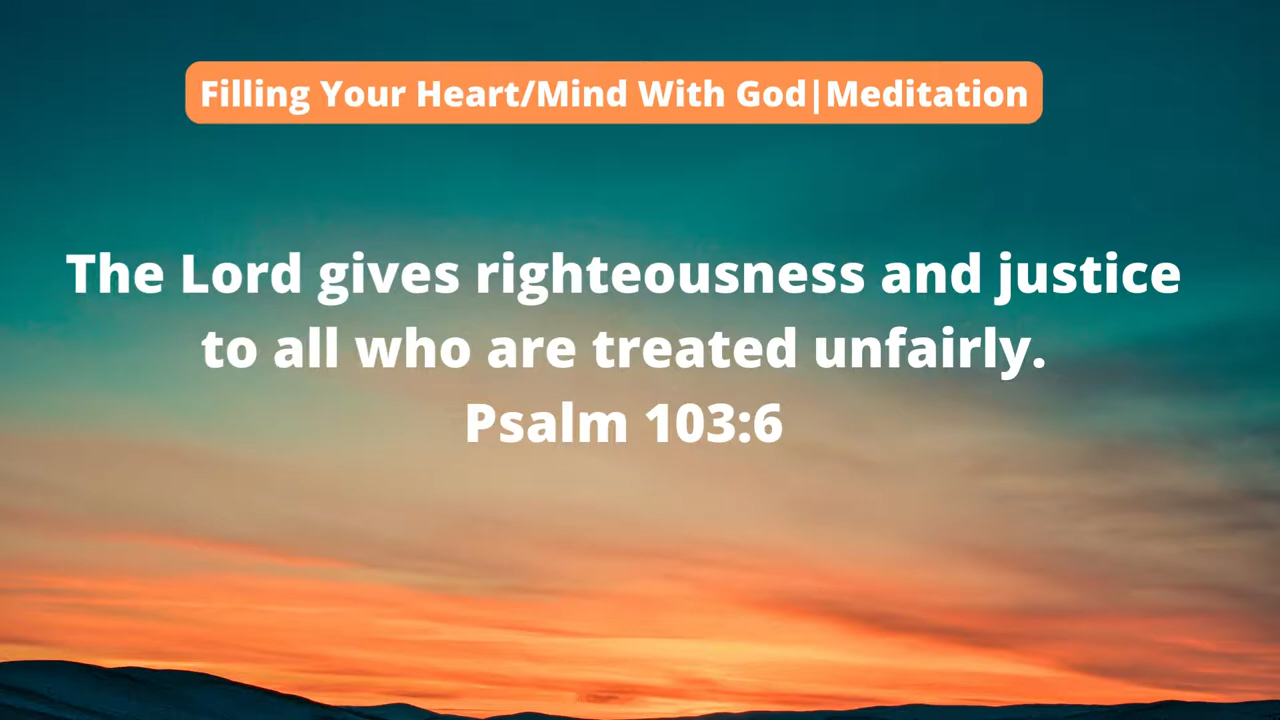 Filling Your Heart/Mind With God|Meditation
The Lord gives righteousness and justice
to all who are treated unfairly.
Psalm 103:6